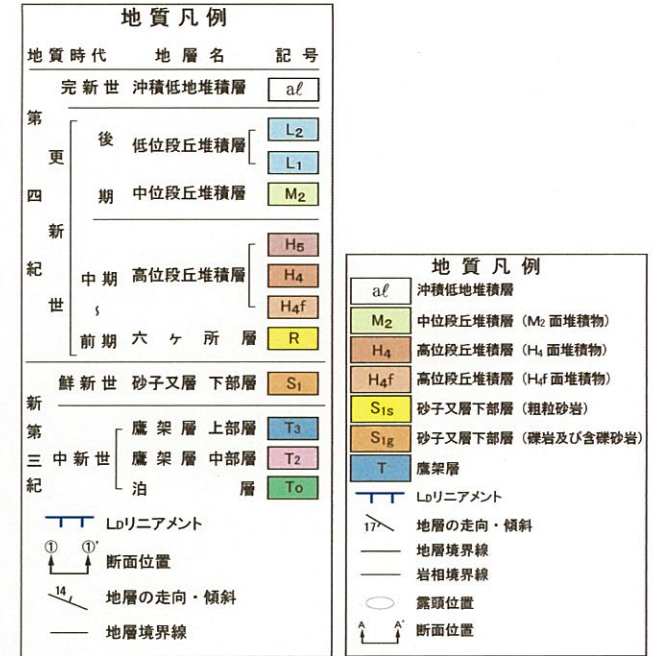 地質凡例
地質時代 地層名 記号
完新世 沖積低地堆積層 aℓ
第四紀
更新世
後期
低位段丘堆積層 L2
L1
中位段丘堆積層 M2
中期
〜
前期
高位段丘堆積層 H5
H4
H4f
六ヶ所層 R
鮮新世 砂子又層 下部層 S1
新第三紀
中新世
鷹架層 上部層 T3
鷹架層 中部層 T2
泊層 To
LDリニアメント
① ①' 断面位置
14 地層の走向・傾斜
地層境界線
地質凡例
aℓ 沖積低地堆積層
M2 中位段丘堆積層(M2 面堆積物)
H4 高位段丘堆積層(H4 面堆積物)
H4f 高位段丘堆積層(H4f 面堆積物)
S1s 砂子又層下部層(粗粒砂岩)
S1g 砂子又層下部層(礫岩及び含礫砂岩)
T 鷹架層
LDリニアメント
17 地層の走向・傾斜
地層境界線
岩相境界線
露頭位置
A A' 断面位置